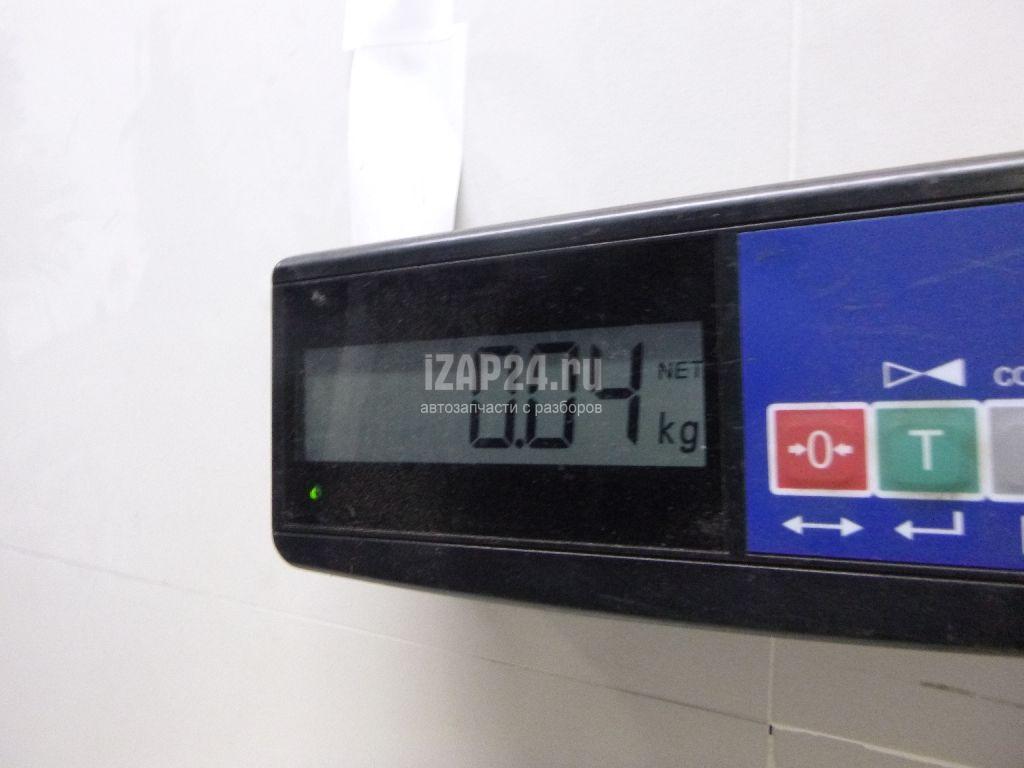 0.04
NET
kg
iZAP24.ru
автозапчасти с разборов
→0←
T